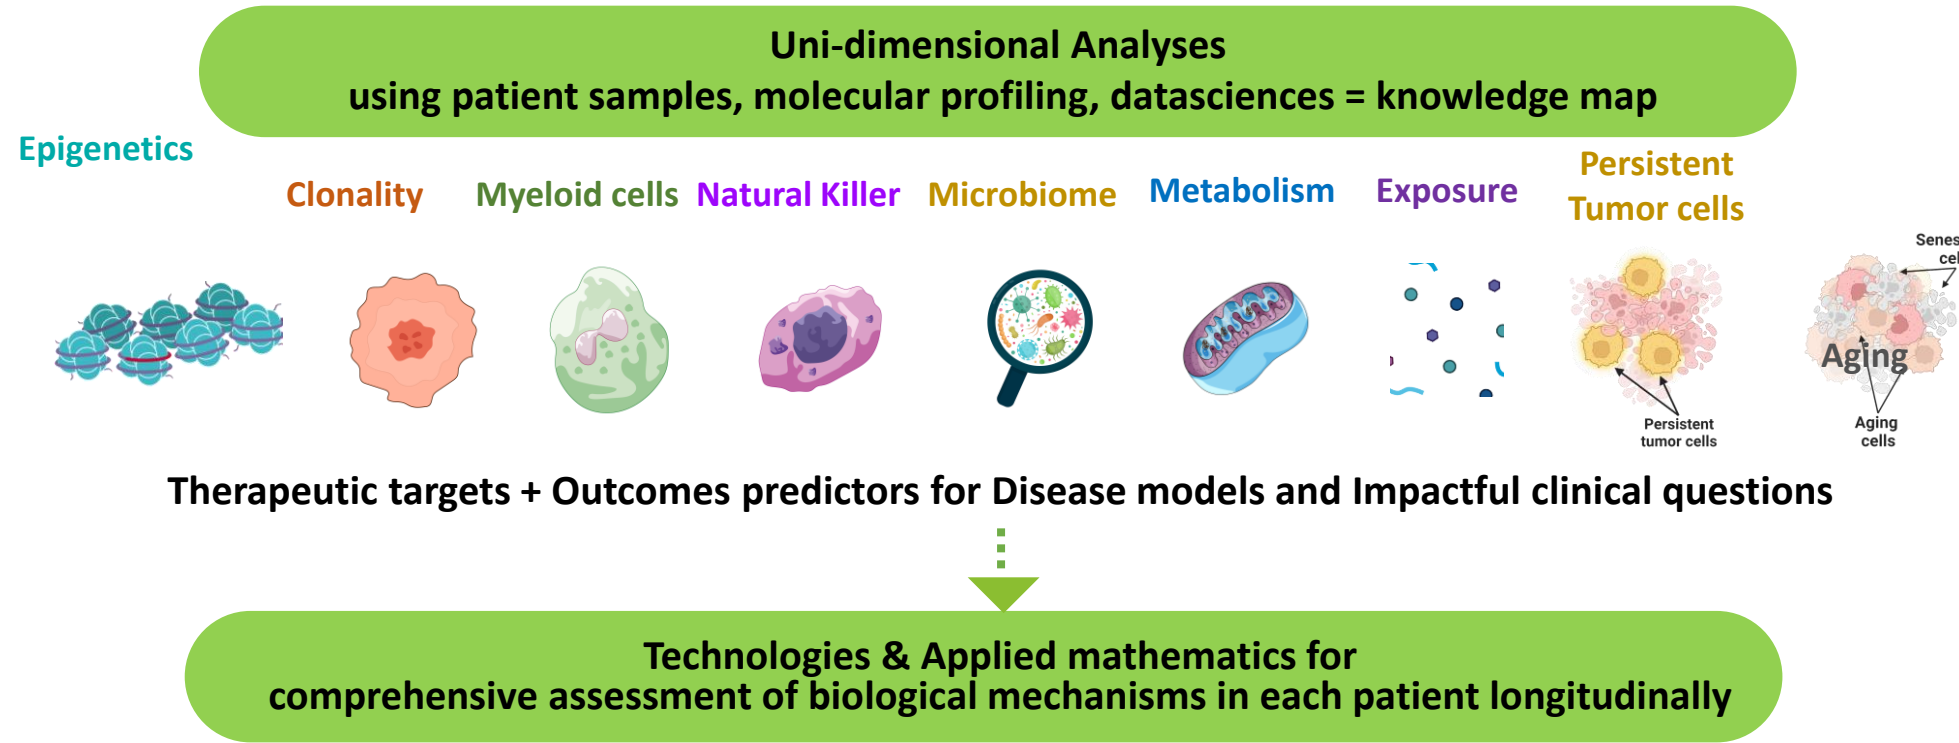 Uni-dimensional Analyses
using patient samples, molecular profiling, datasciences = knowledge map
Epigenetics
Clonality
Myeloid cells
Natural Killer
Microbiome
Metabolism
Exposure
Persistent
Tumor cells
Persistent
tumor cells
Senes
cel
Aging
Aging
cells
Therapeutic targets + Outcomes predictors for Disease models and Impactful clinical questions
Technologies & Applied mathematics for
comprehensive assessment of biological mechanisms in each patient longitudinally